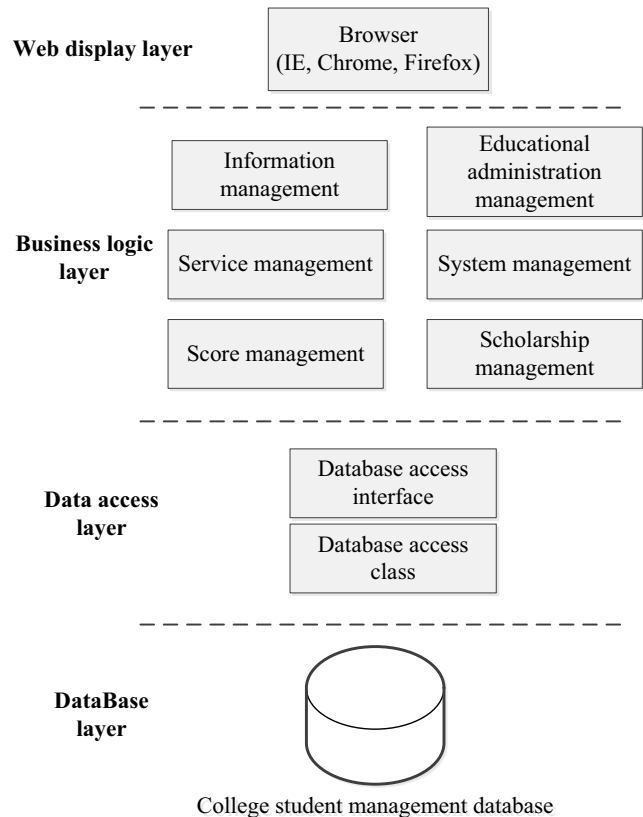 Web display layer
Browser
(IE, Chrome, Firefox)
Information
management
Educational
administration
management
Business logic
layer
Service management
System management
Score management
Scholarship
management
Data access
layer
Database access
interface
Database access
class
DataBase
layer
College student management database